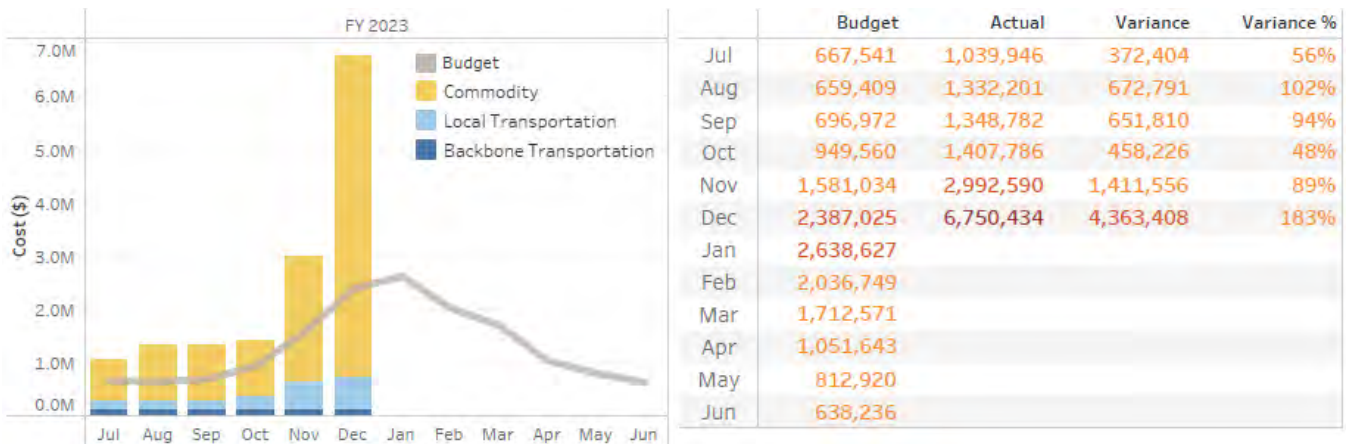 FY 2023
7.0M
6.0M
5.0M
4.0M
3.0M
2.0M
1.0M
0.0M
Cost ($)
Budget
Commodity
Local Transportation
Backbone Transportation
Jul Aug Sep Oct Nov Dec Jan Feb Mar Apr May Jun
Budget Actual Variance Variance %
Jul 667,541 1,039,946 372,404 56%
Aug 659,409 1,332,201 672,791 102%
Sep 696,972 1,348,782 651,810 94%
Oct 949,560 1,407,786 458,226 48%
Nov 1,581,034 2,992,590 1,411,556 89%
Dec 2,387,025 6,750,434 4,363,408 183%
Jan 2,638,627
Feb 2,036,749
Mar 1,712,571
Apr 1,051,643
May 812,920
Jun 638,236